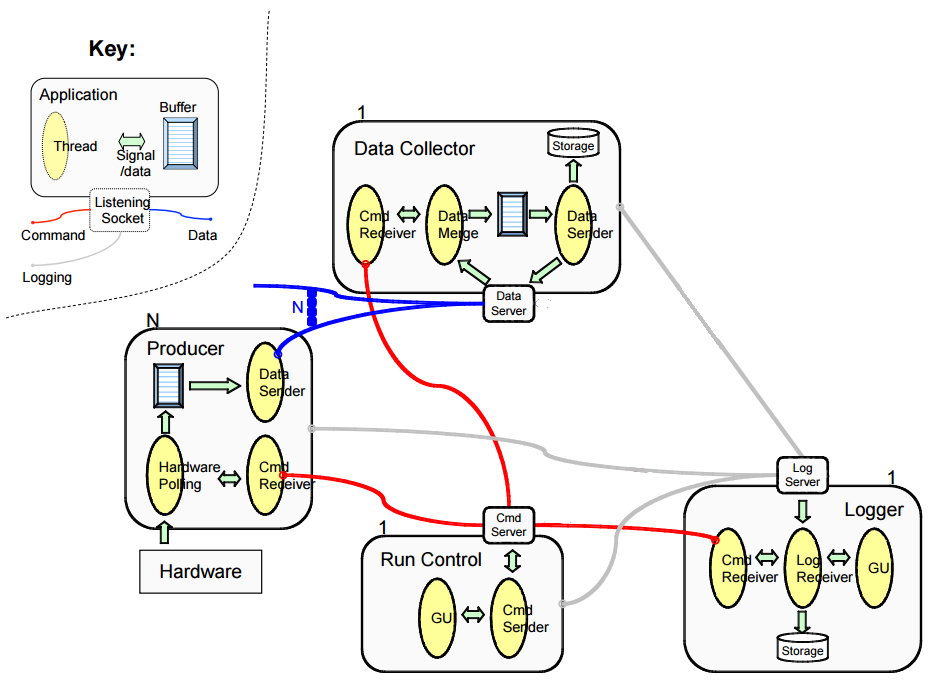 Key:
Application
Buffer
Thread
Signal
/data
Listening
Socket
Command
Data
Logging
1
Data Collector
Storage
Cmd
Receiver
Data
Merge
Data
Sender
Data
Server
N
N
Producer
Data
Sender
Hardware
Polling
Cmd
Receiver
Hardware
1
Cmd
Server
Run Control
GU
Cmd
Sender
Log
Server
1
Logger
Cmd
Receiver
Log
Receiver
GU
Storage